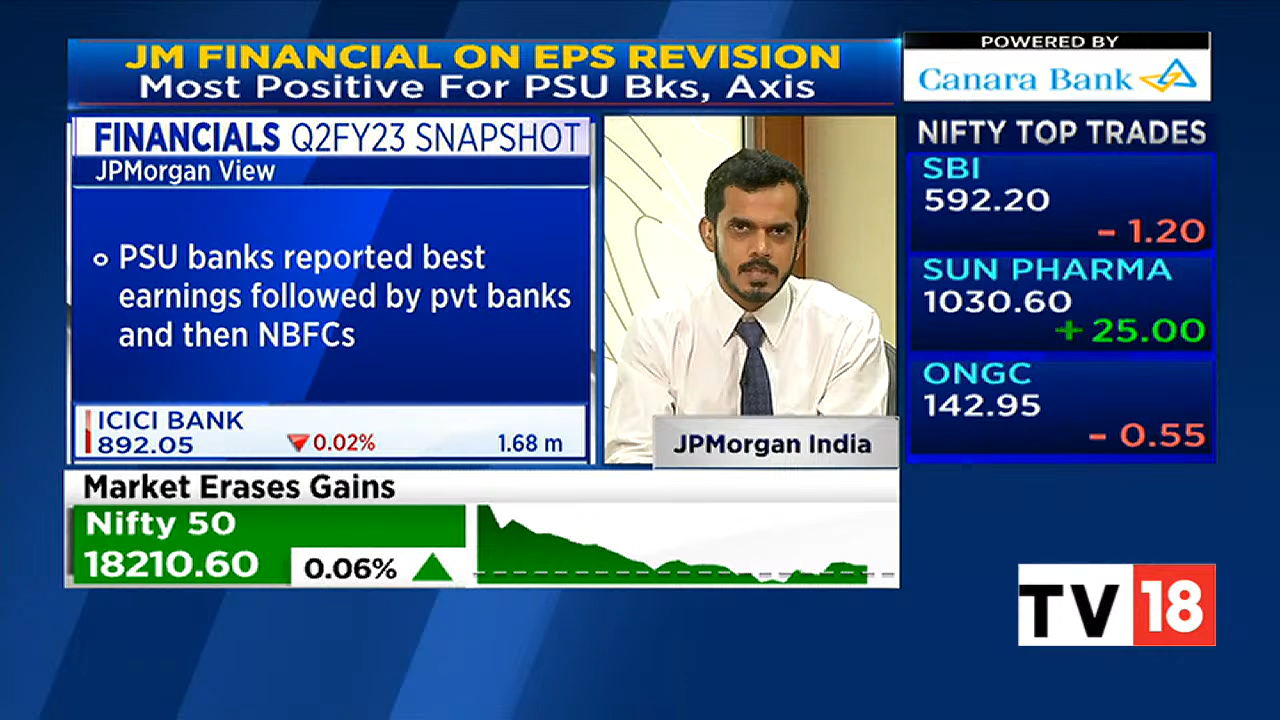 JM FINANCIAL ON EPS REVISION
Most Positive For PSU Bks, Axis
POWERED BY
Canara Bank
FINANCIALS Q2FY23 SNAPSHOT
JPMorgan View
PSU banks reported best
earnings followed by pvt banks
and then NBFCs
ICICI BANK
892.05 ▼0.02% 1.68 m
JPMorgan India
NIFTY TOP TRADES
SBI
592.20
- 1.20
SUN PHARMA
1030.60
+ 25.00
ONGC
142.95
- 0.55
Market Erases Gains
Nifty 50
18210.60 0.06% ▲
TV18